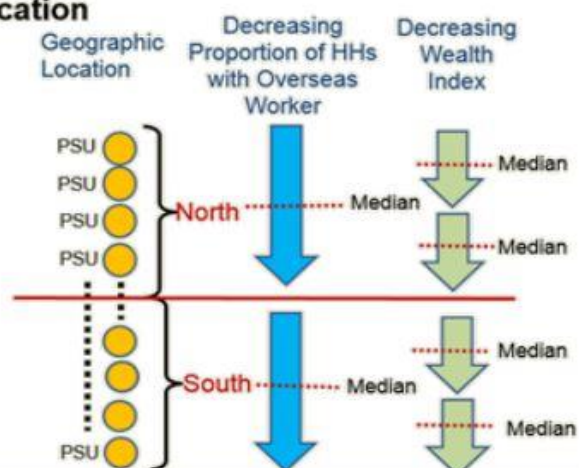 cation
Geographic
Location
Decreasing
Proportion of HHs
with Overseas
Worker
Decreasing
Wealth
Index
PSU
PSU
PSU
PSU
North
Median
Median
Median
South
Median
Median
Median
PSU